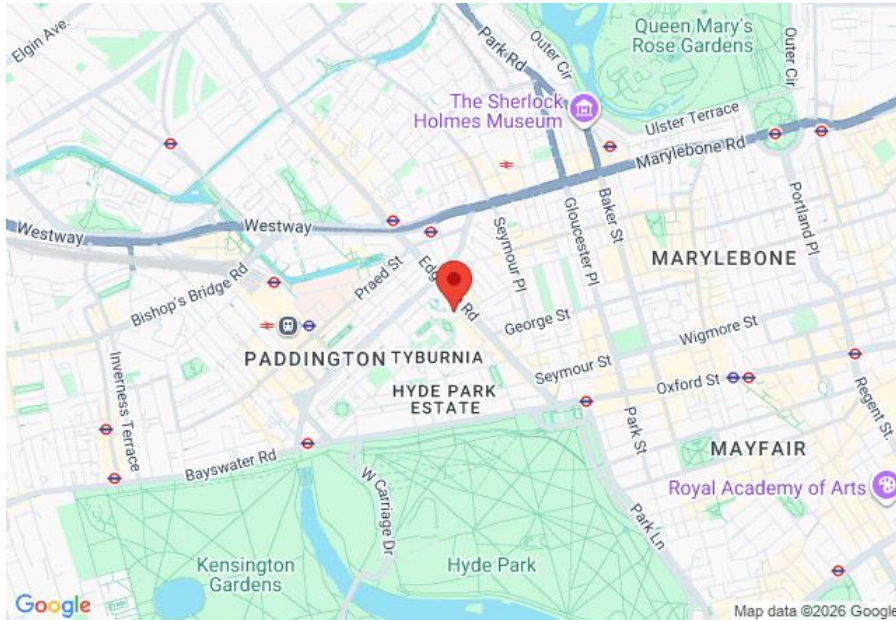 Elgin Ave.
Park Rd
Outer Cir
Queen Mary's
Rose Gardens
Outer Cir
The Sherlock
Holmes Museum
Ulster Terrace
Marylebone Rd
Westway
Westway
Bishop's Bridge Rd
Praed St
Seymour Pl
Gloucester Pl
Baker St
Portland Pl
MARYLEBONE
Rd
George St
Wigmore St
PADDINGTON
TYBURNIA
HYDE PARK
ESTATE
Seymour St
Oxford St
Inverness Terrace
Park St
Regent St.
MAYFAIR
Bayswater Rd
W Carriage Dr
Royal Academy of Arts
Park Ln
Kensington
Gardens
Hyde Park
Google
Map data ©2026 Google